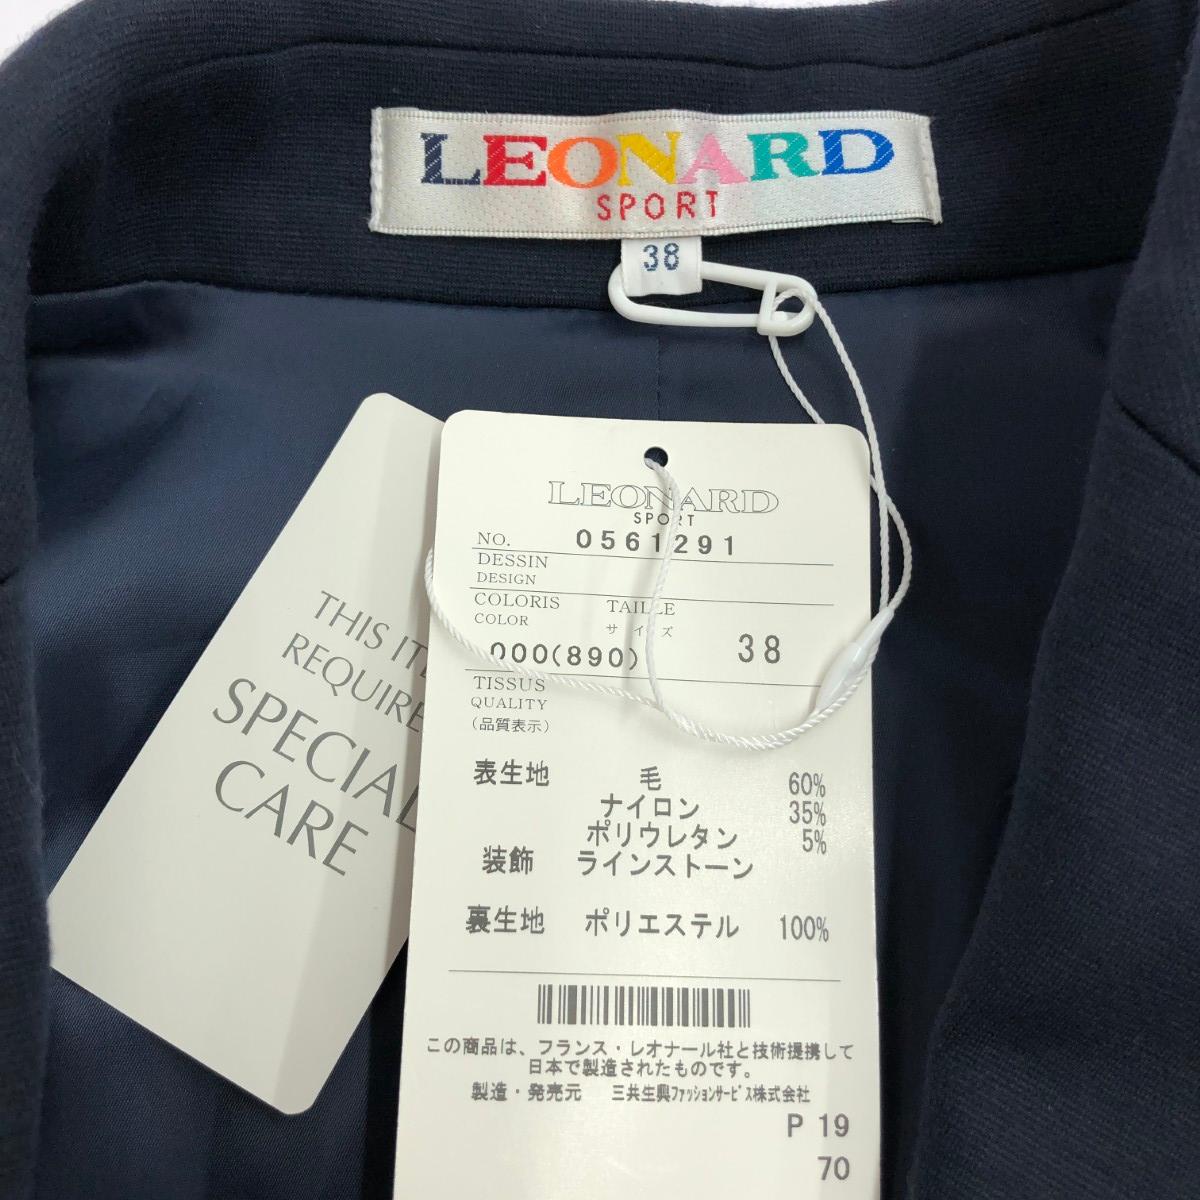 LEONARD
SPORT
38
THIS
REQUIRE
SPECIAL
CARE
LEONARD
SPORT
NO. 0561291
DESSIN
DESIGN
COLORIS TAILLE
COLOR サイズ
000(890) 38
TISSUS
QUALITY
(品質表示)
表生地 毛 60%
ナイロン 35%
ポリウレタン 5%
装飾 ラインストーン
裏生地 ポリエステル 100%
この商品は、フランス・レオナール社と技術提携して
日本で製造されたものです。
製造・発売元 三共生興ファッションサービス株式会社
P 19
70